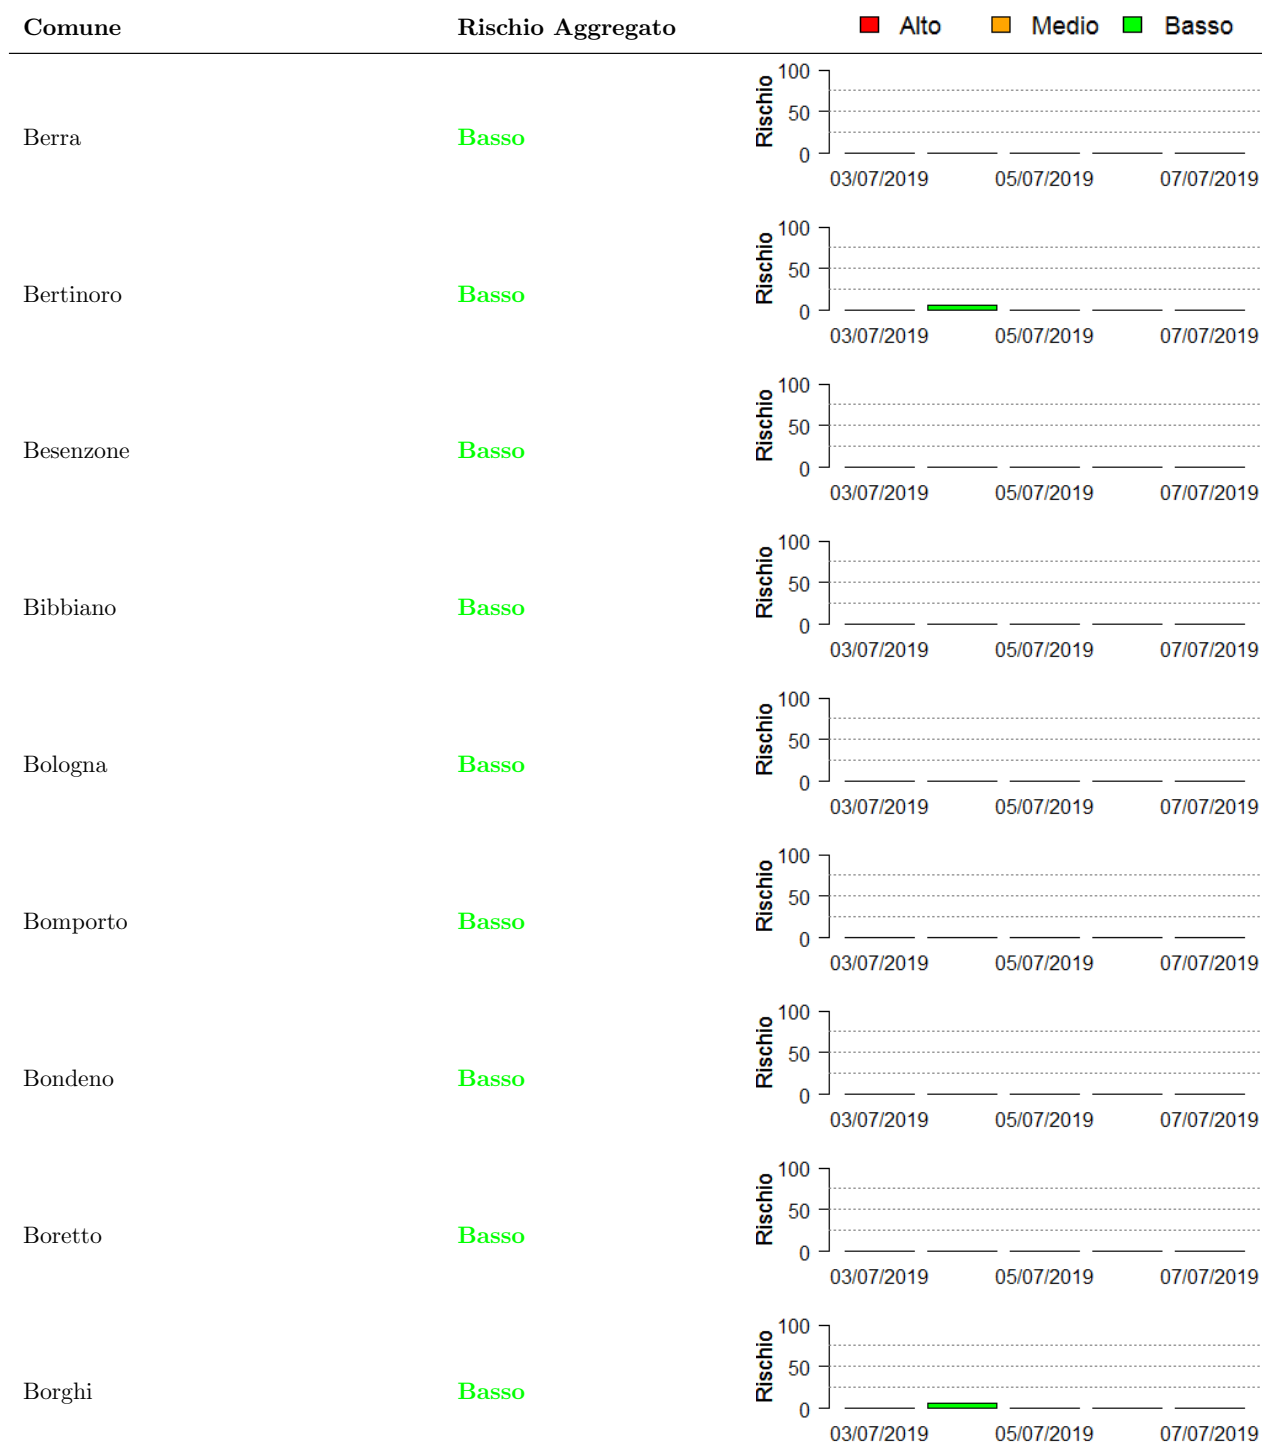 Comune Rischio Aggregato Alto Medio Basso
100
Rischio
50
Berra Basso
0
03/07/2019 05/07/2019 07/07/2019
100
Rischio
50
Bertinoro Basso
0
03/07/2019 05/07/2019 07/07/2019
100
Rischio
50
Besenzone Basso
0
03/07/2019 05/07/2019 07/07/2019
100
Rischio
50
Bibbiano Basso
0
03/07/2019 05/07/2019 07/07/2019
100
Rischio
50
Bologna Basso
0
03/07/2019 05/07/2019 07/07/2019
100
Rischio
50
Bomporto Basso
0
03/07/2019 05/07/2019 07/07/2019
100
Rischio
50
Bondeno Basso
0
03/07/2019 05/07/2019 07/07/2019
100
Rischio
50
Boretto Basso
0
03/07/2019 05/07/2019 07/07/2019
100
Rischio
50
Borghi Basso
0
03/07/2019 05/07/2019 07/07/2019